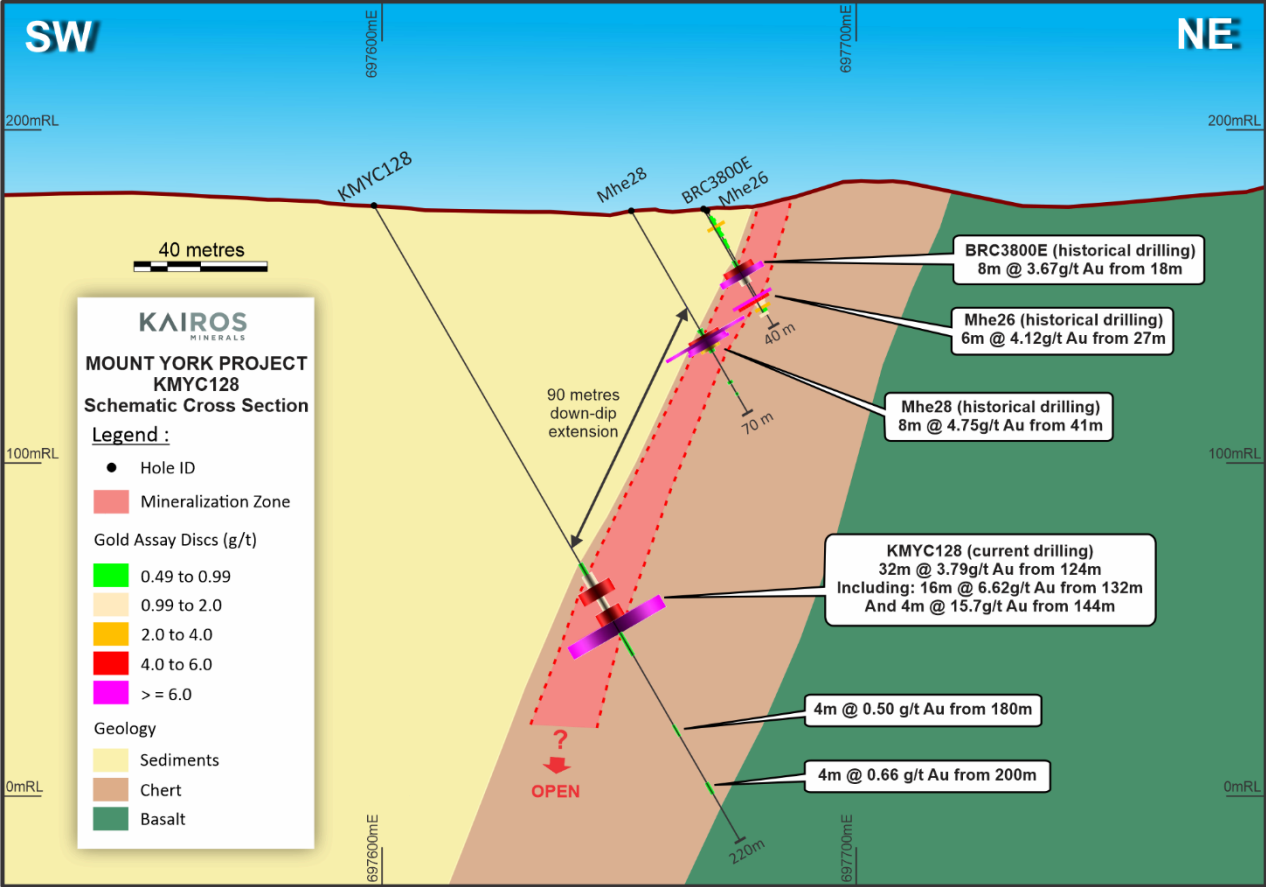 SW
NE
697600mE
697700mE
200mRL
200mRL
KMYC128
Mhe28
BRC3800E
Mhe26
40 metres
KAIROS
MINERALS
MOUNT YORK PROJECT
KMYC128
Schematic Cross Section
Legend :
Hole ID
Mineralization Zone
Gold Assay Discs (g/t)
0.49 to 0.99
0.99 to 2.0
2.0 to 4.0
4.0 to 6.0
> = 6.0
Geology
Sediments
Chert
Basalt
BRC3800E (historical drilling)
8m @ 3.67g/t Au from 18m
Mhe26 (historical drilling)
6m @ 4.12g/t Au from 27m
40 m
Mhe28 (historical drilling)
8m @ 4.75g/t Au from 41m
70 m
90 metres
down-dip
extension
100mRL
100mRL
KMYC128 (current drilling)
32m @ 3.79g/t Au from 124m
Including: 16m @ 6.62g/t Au from 132m
And 4m @ 15.7g/t Au from 144m
4m @ 0.50 g/t Au from 180m
4m @ 0.66 g/t Au from 200m
?
OPEN
0mRL
0mRL
220m
697600mE
697700mE